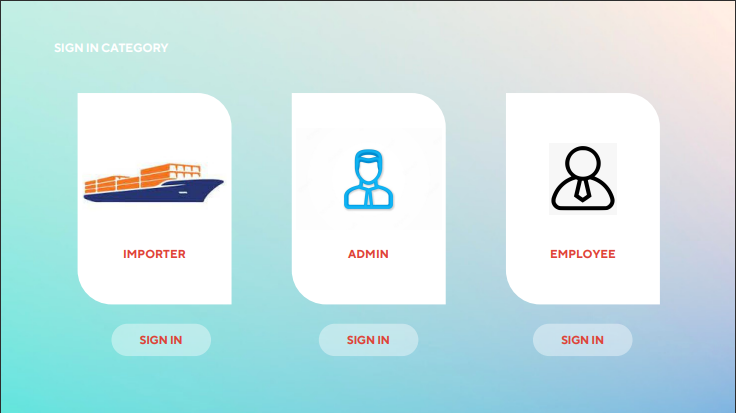 SIGN IN CATEGORY
IMPORTER
ADMIN
EMPLOYEE
SIGN IN
SIGN IN
SIGN IN